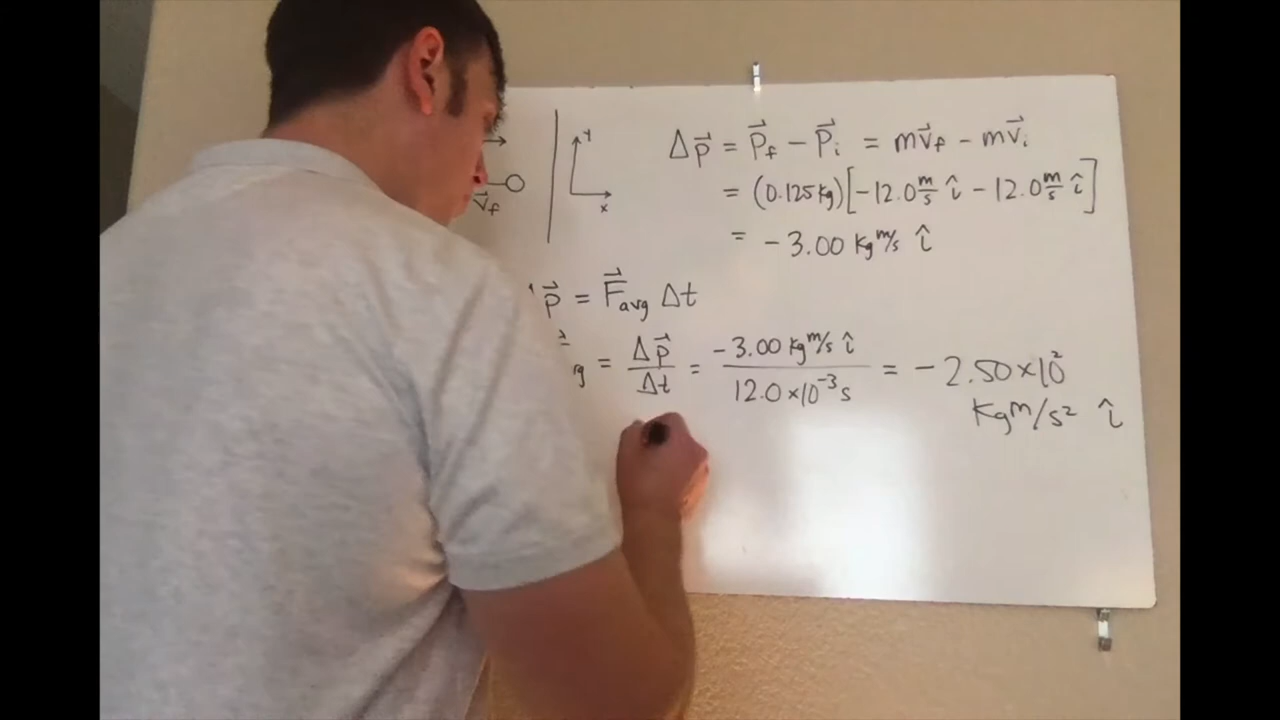 y
x
v⃗f
Δp⃗ = p⃗f − p⃗i = mv⃗f − mv⃗i
= (0.125 kg)[−12.0 m/s î − 12.0 m/s î]
= −3.00 kg m/s î
p⃗ = F⃗avg Δt
rg = Δp⃗/Δt = −3.00 kg m/s î / 12.0×10⁻³ s = −2.50×10²
Kg m/s² î